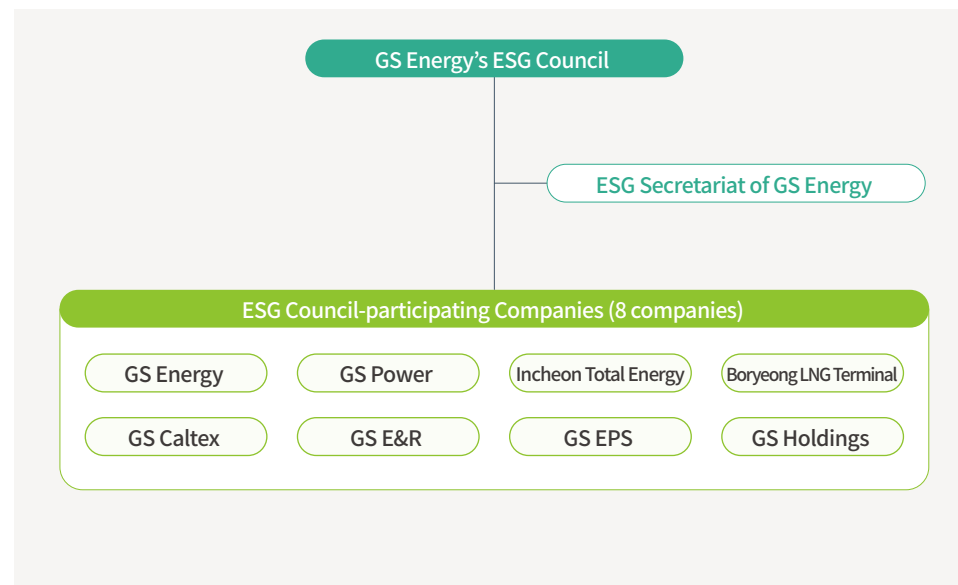 GS Energy's ESG Council
ESG Secretariat of GS Energy
ESG Council-participating Companies (8 companies)
GS Energy
GS Power
Incheon Total Energy
Boryeong LNG Terminal
GS Caltex
GS E&R
GS EPS
GS Holdings